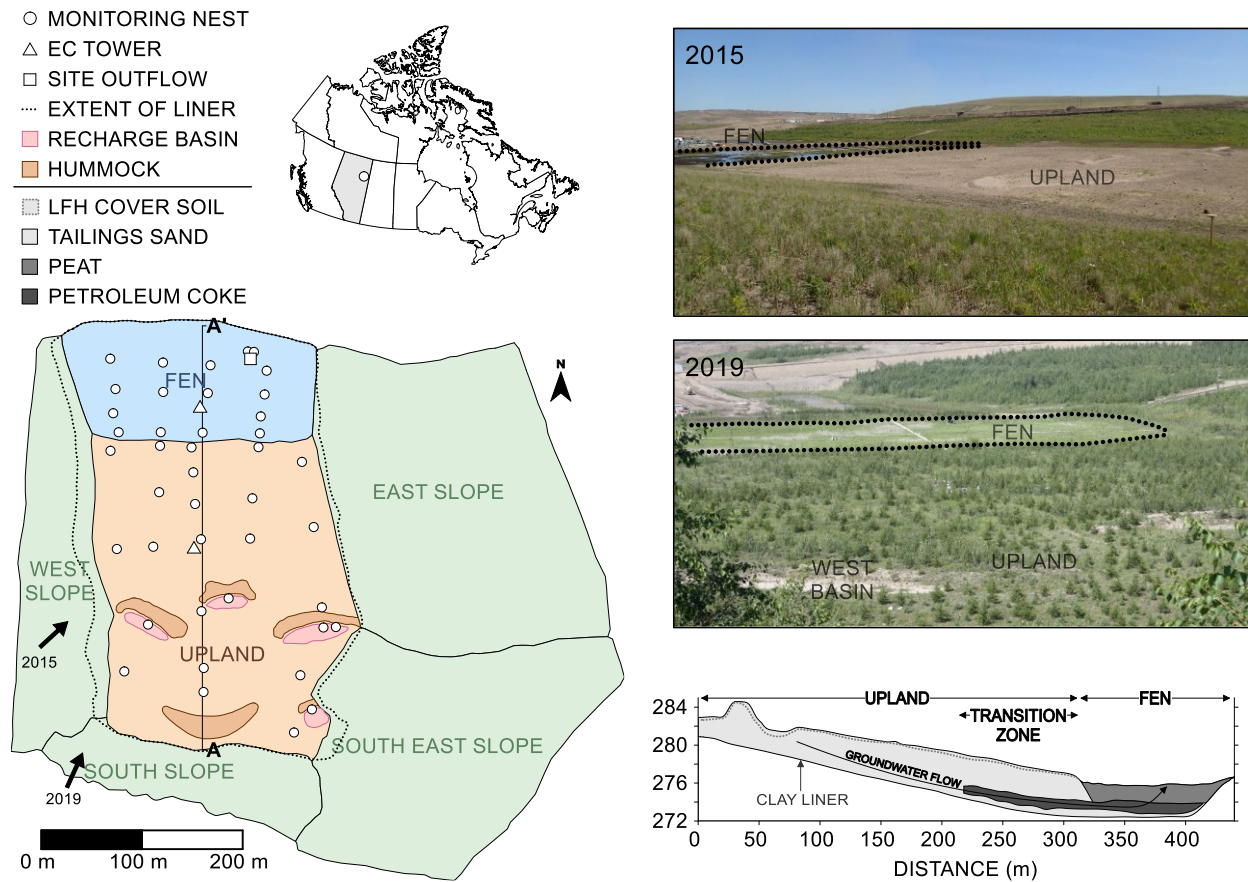 MONITORING NEST
EC TOWER
SITE OUTFLOW
EXTENT OF LINER
RECHARGE BASIN
HUMMOCK
LFH COVER SOIL
TAILINGS SAND
PEAT
PETROLEUM COKE
A'
FEN
N
EAST SLOPE
WEST
SLOPE
2015
UPLAND
A
SOUTH EAST SLOPE
SOUTH SLOPE
2019
0 m
100 m
200 m
2015
FEN
UPLAND
2019
FEN
WEST
BASIN
UPLAND
UPLAND
FEN
TRANSITION
ZONE
GROUNDWATER FLOW
CLAY LINER
284
280
276
272
0
50
100
150
200
250
300
350
400
DISTANCE (m)